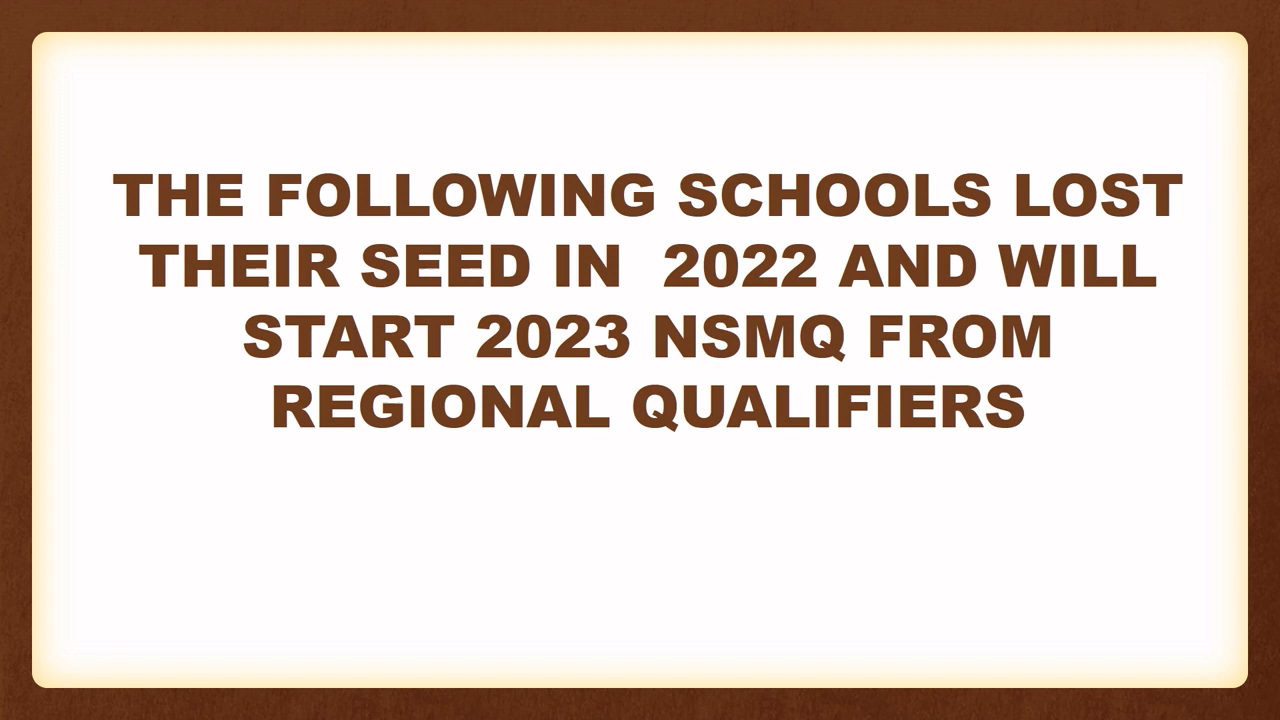 THE FOLLOWING SCHOOLS LOST
THEIR SEED IN  2022 AND WILL
START 2023 NSMQ FROM
REGIONAL QUALIFIERS